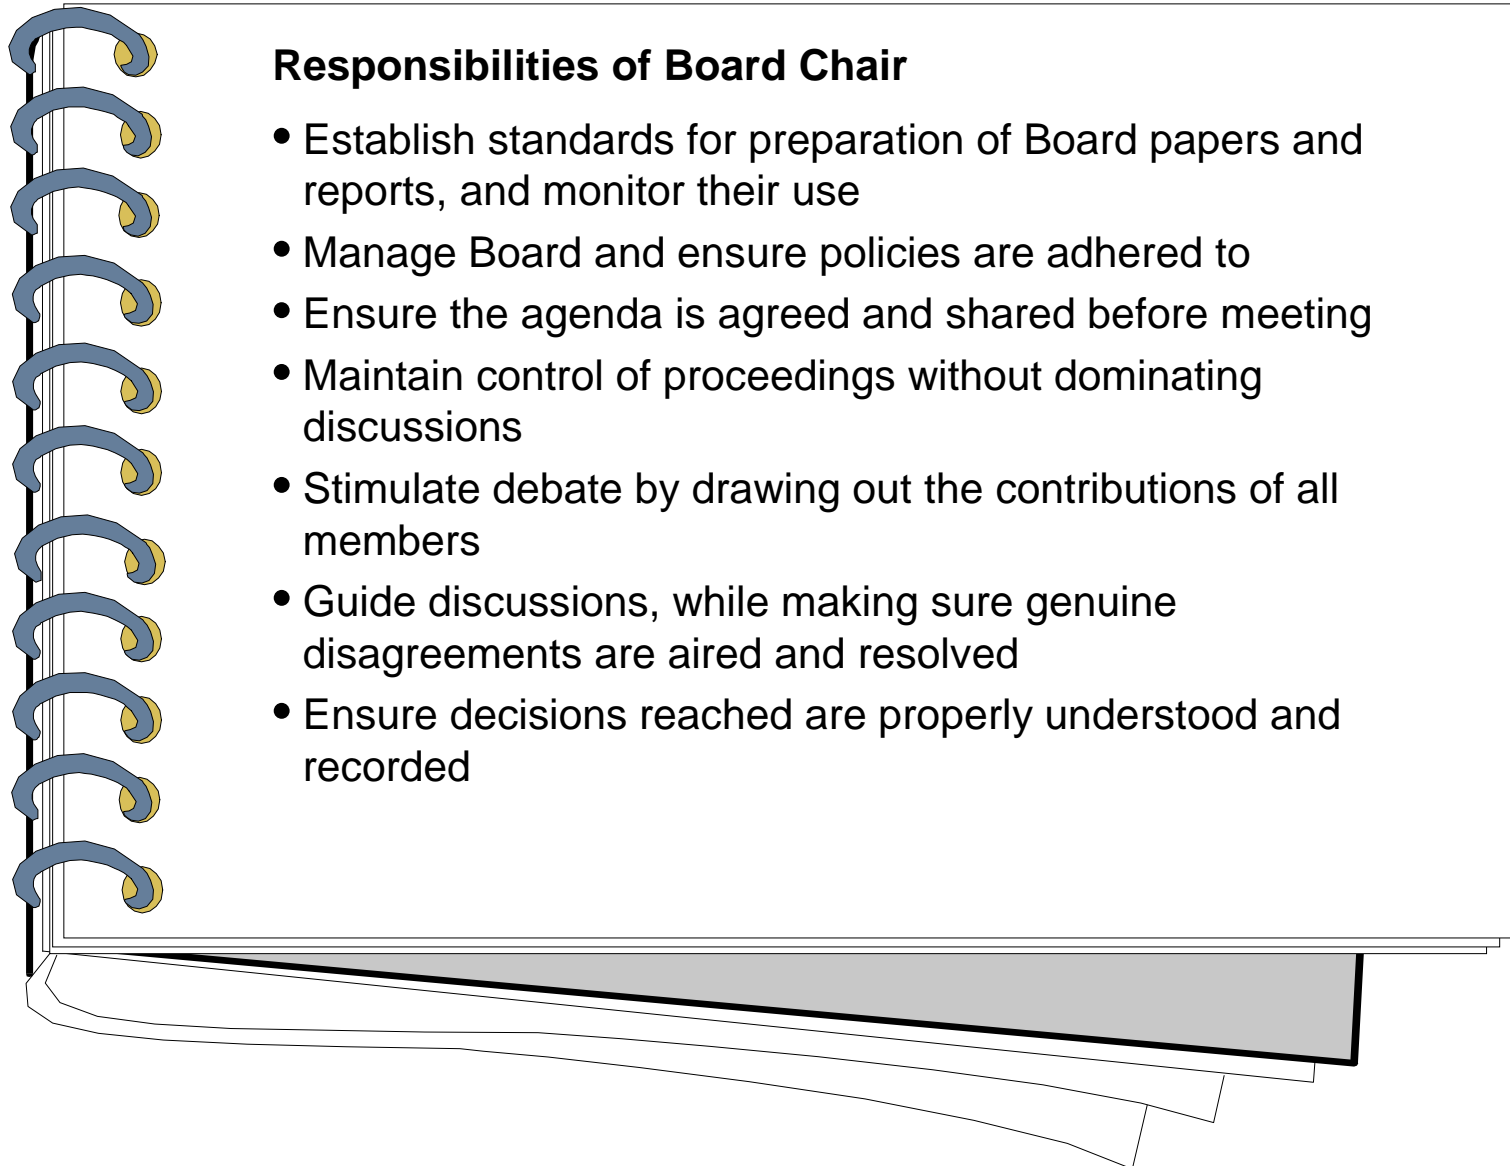 Responsibilities of Board Chair
• Establish standards for preparation of Board papers and
reports, and monitor their use
• Manage Board and ensure policies are adhered to
• Ensure the agenda is agreed and shared before meeting
• Maintain control of proceedings without dominating
discussions
• Stimulate debate by drawing out the contributions of all
members
• Guide discussions, while making sure genuine
disagreements are aired and resolved
• Ensure decisions reached are properly understood and
recorded